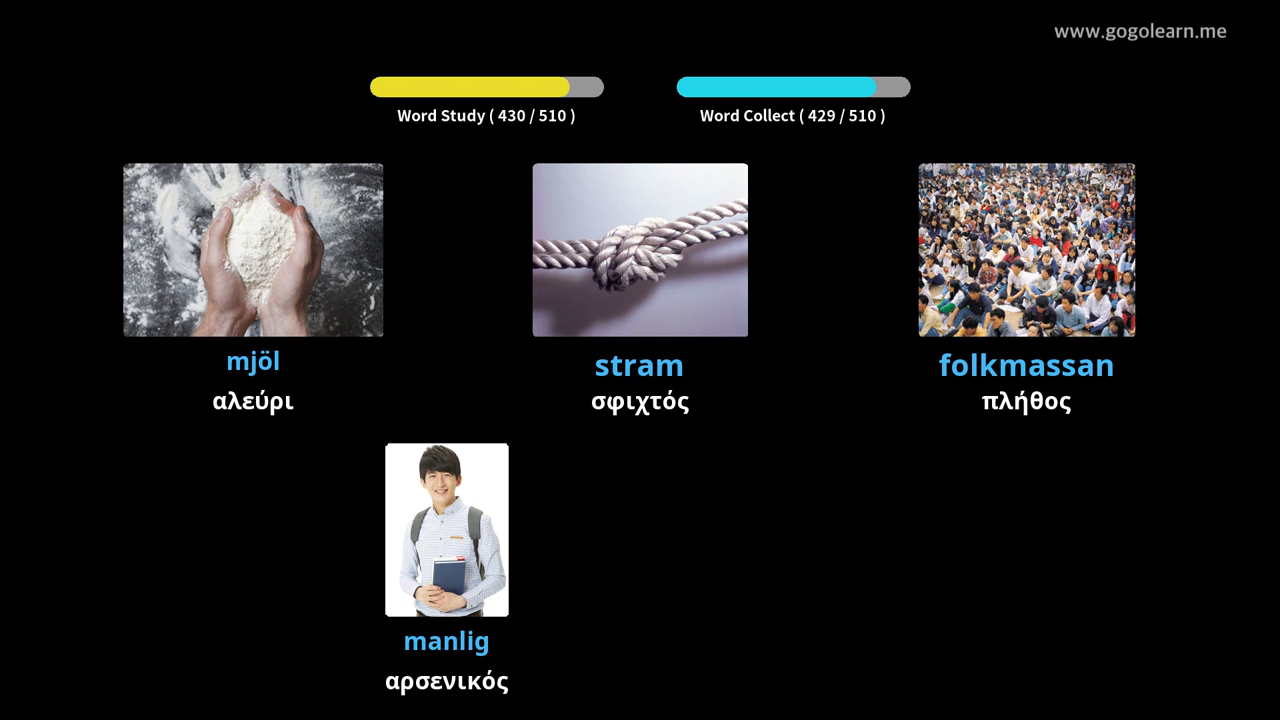 www.gogolearn.me
Word Study ( 430 / 510 )
Word Collect ( 429 / 510 )
mjöl
αλεύρι
stram
σφιχτός
folkmassan
πλήθος
manlig
αρσενικός